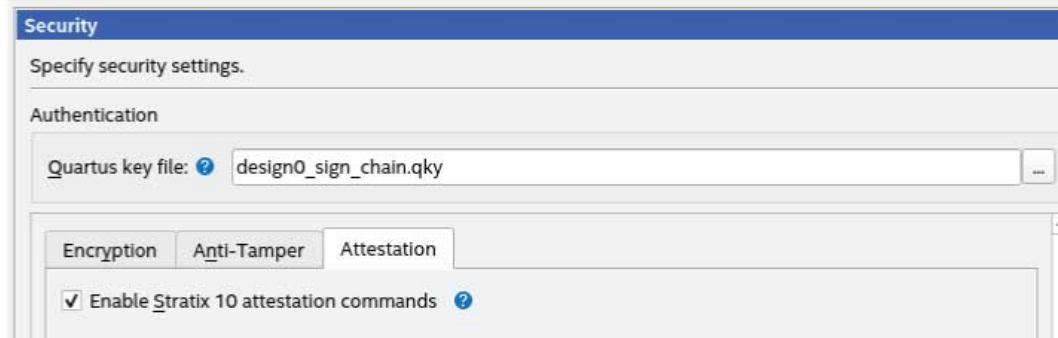 Security
Specify security settings.
Authentication
Quartus key file: ? design0_sign_chain.qky ...
Encryption Anti-Tamper Attestation
Enable Stratix 10 attestation commands ?